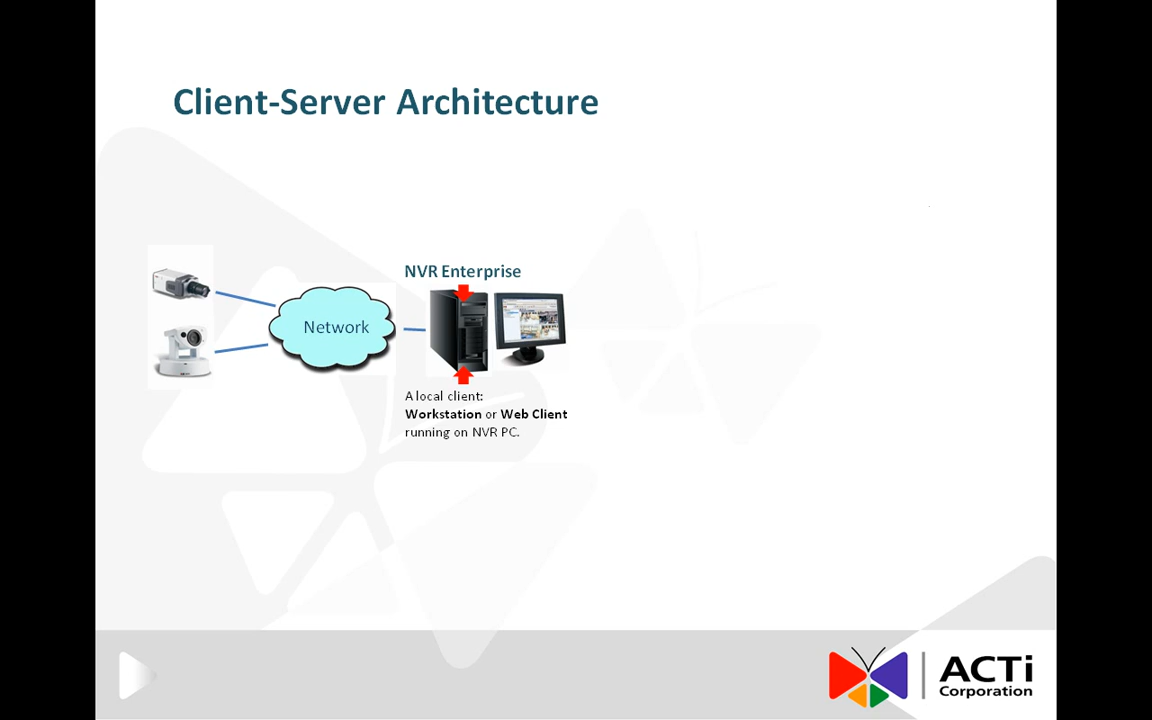 Client-Server Architecture
NVR Enterprise
Network
A local client:
Workstation or Web Client
running on NVR PC.
ACTi
Corporation